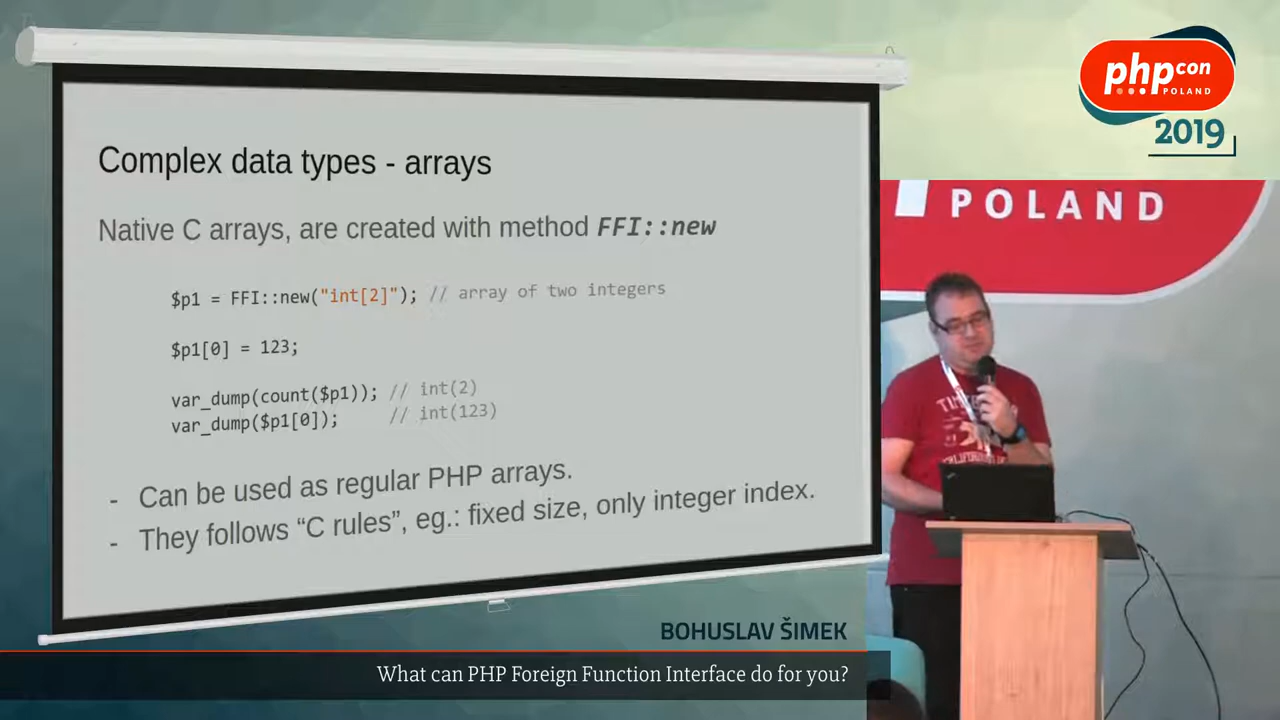 php con
POLAND
2019
Complex data types - arrays
Native C arrays, are created with method FFI::new
$p1 = FFI::new("int[2]"); // array of two integers
$p1[0] = 123;
var_dump(count($p1)); // int(2)
var_dump($p1[0]); // int(123)
- Can be used as regular PHP arrays.
- They follows “C rules”, eg.: fixed size, only integer index.
POLAND
BOHUSLAV ŠIMEK
What can PHP Foreign Function Interface do for you?